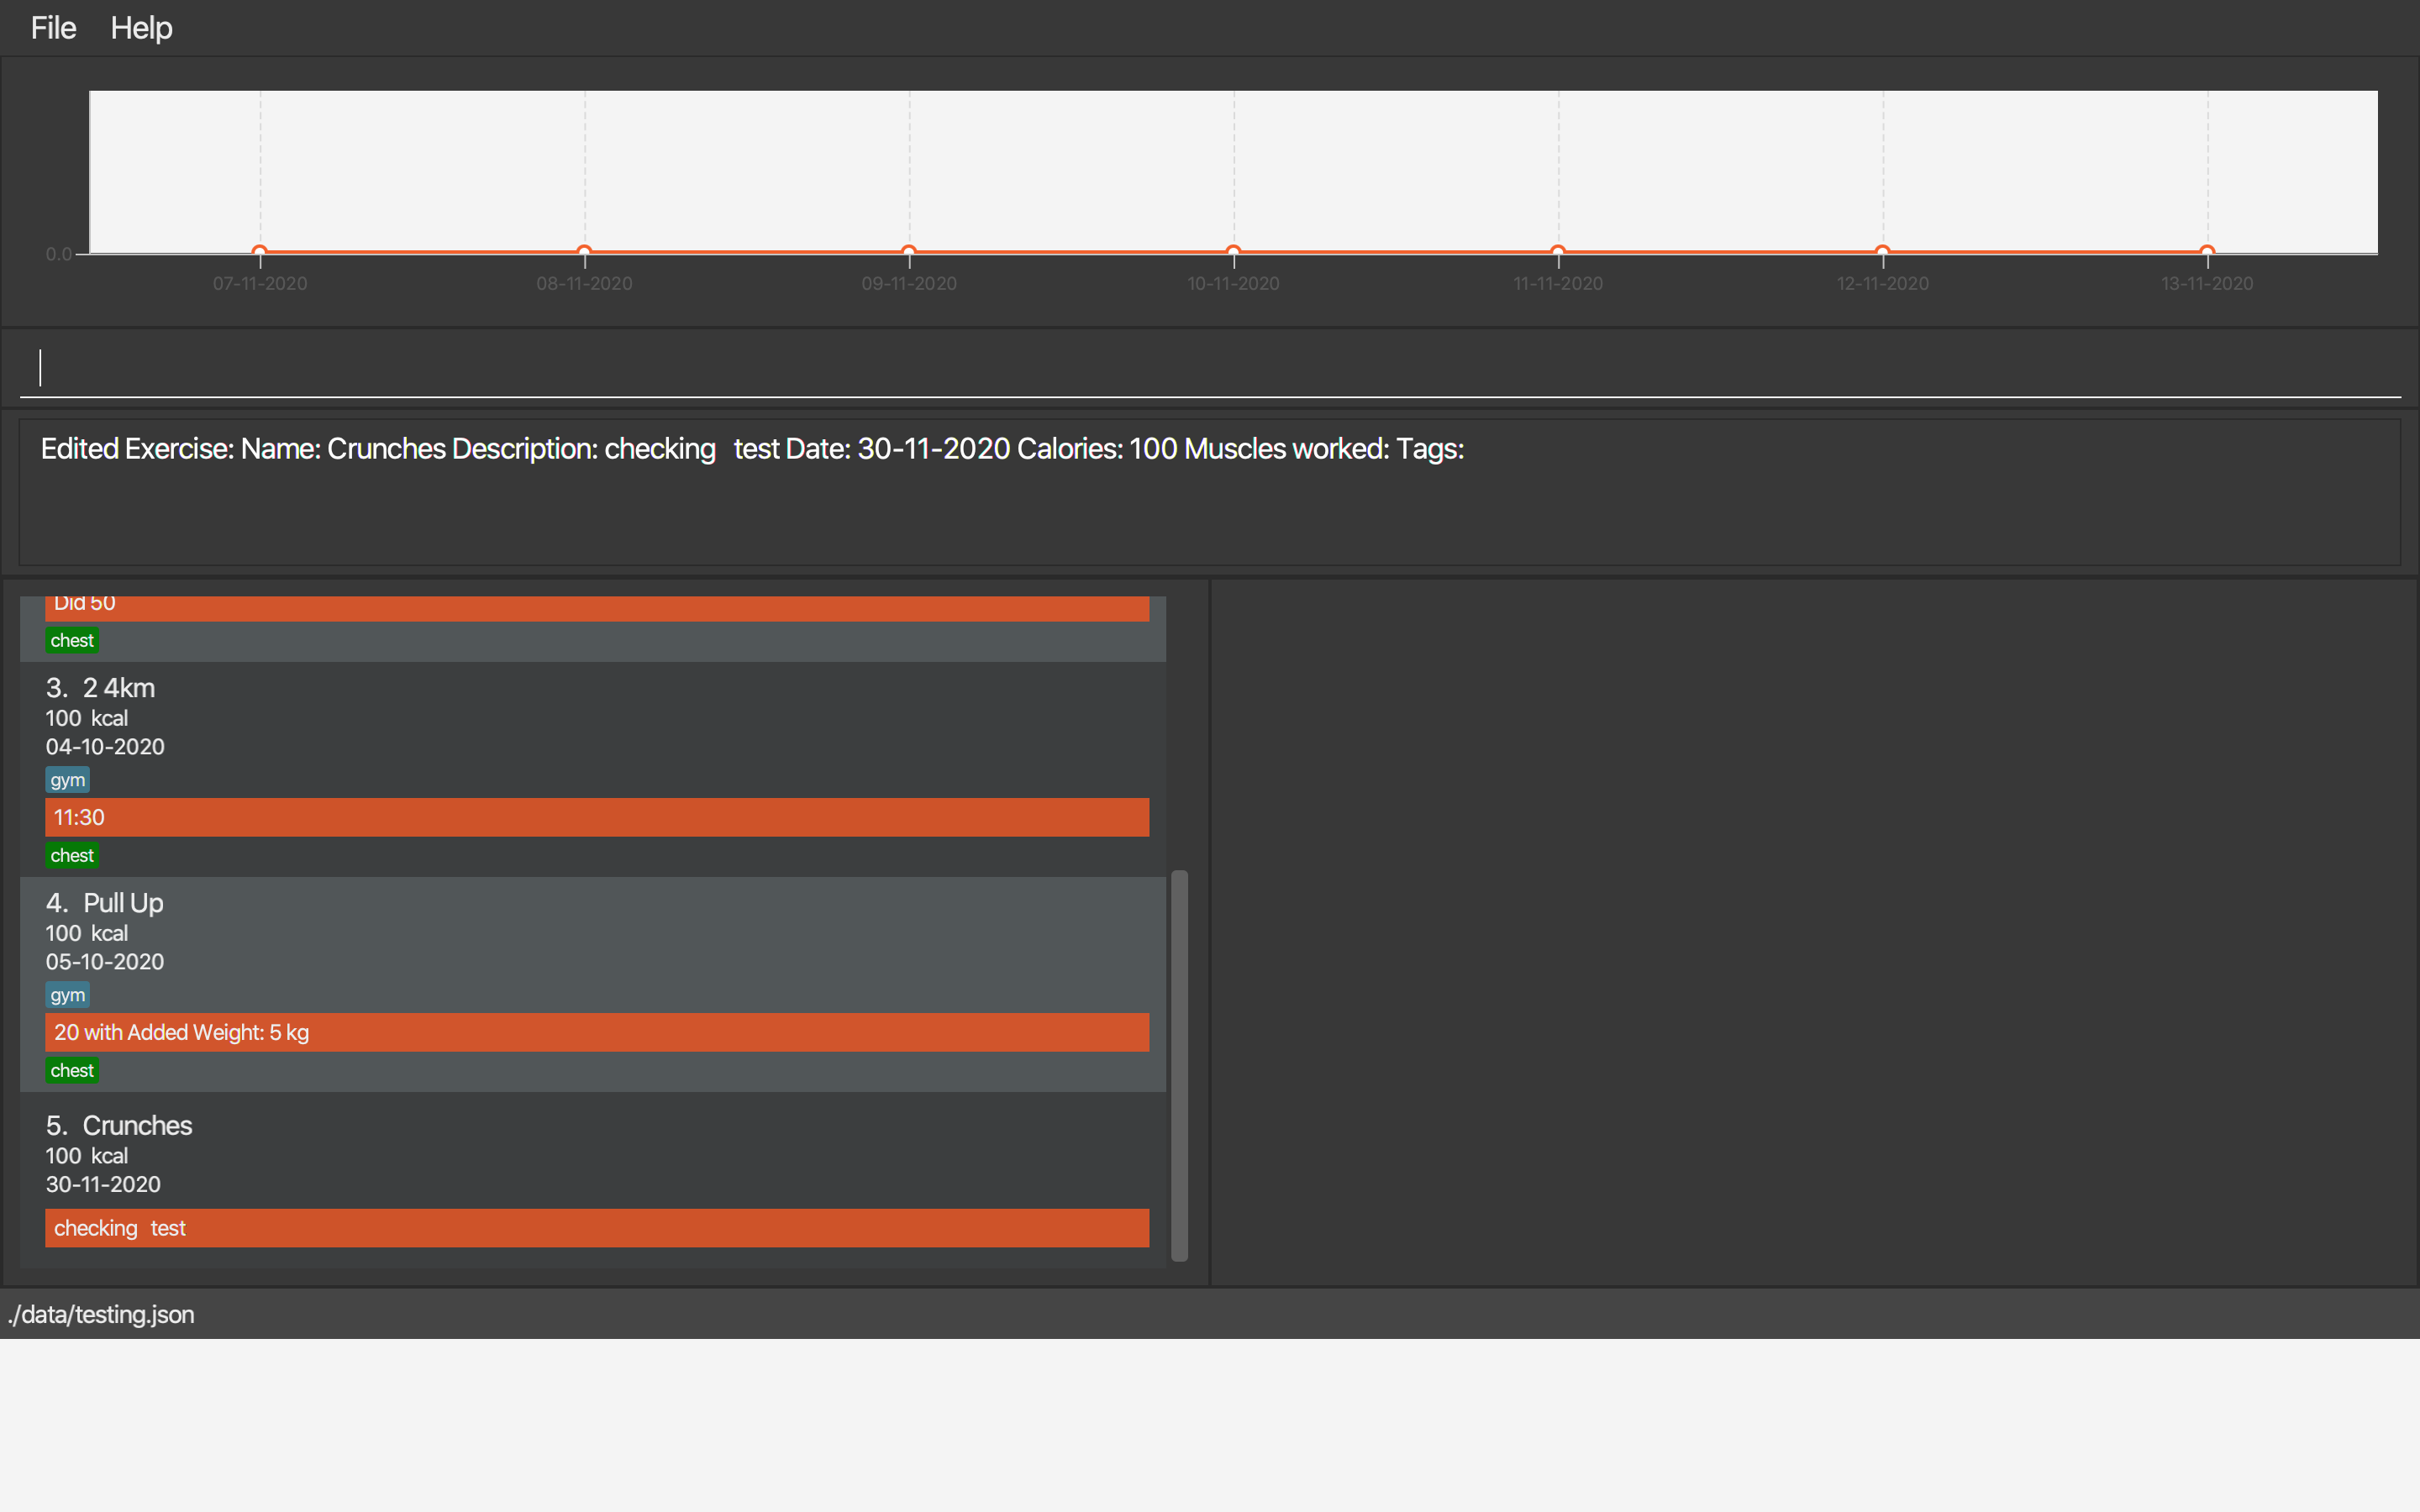 File Help
0.0
07-11-2020 08-11-2020 09-11-2020 10-11-2020 11-11-2020 12-11-2020 13-11-2020
Edited Exercise: Name: Crunches Description: checking   test Date: 30-11-2020 Calories: 100 Muscles worked: Tags:
Did 50
chest
3. 2 4km
100 kcal
04-10-2020
gym
11:30
chest
4. Pull Up
100 kcal
05-10-2020
gym
20 with Added Weight: 5 kg
chest
5. Crunches
100 kcal
30-11-2020
checking   test
./data/testing.json